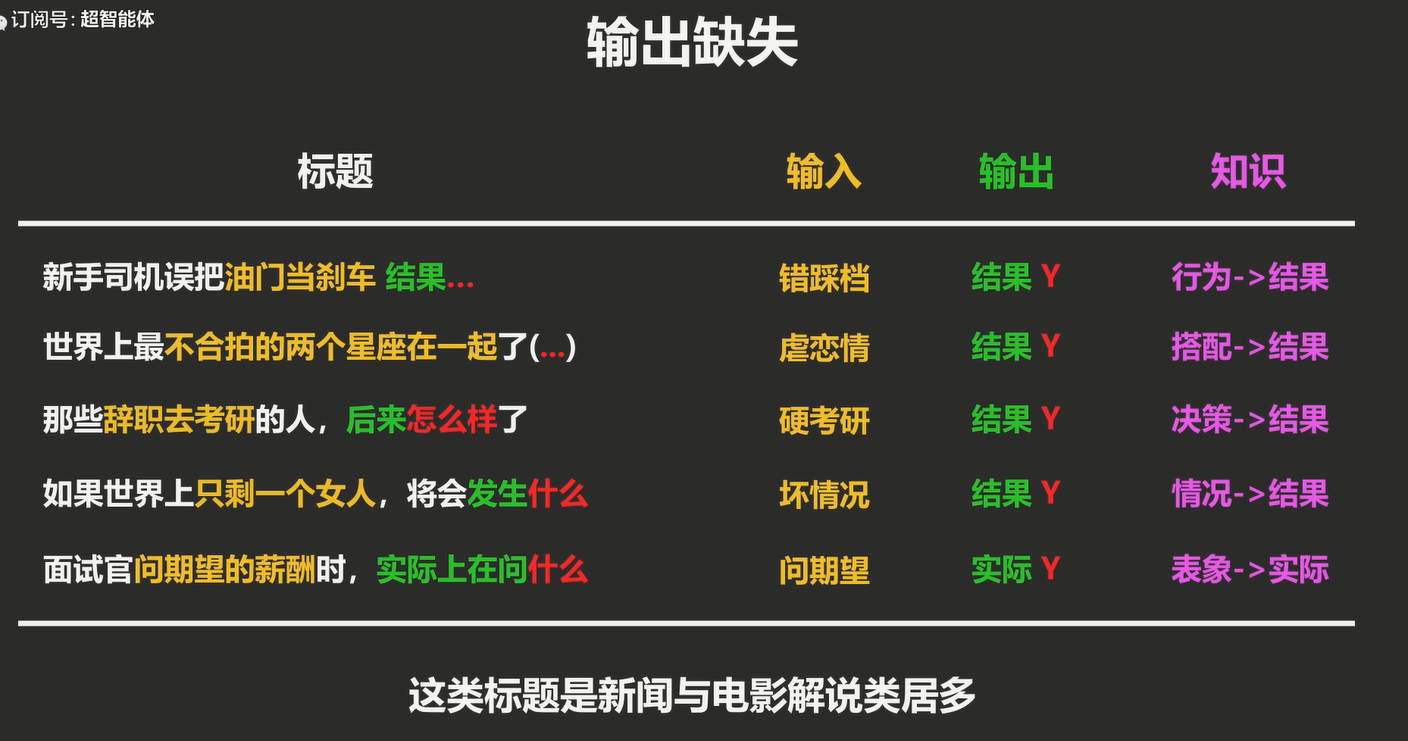 订阅号:超智能体
输出缺失
标题 输入 输出 知识
新手司机误把油门当刹车 结果... 错踩档 结果 Y 行为->结果
世界上最不合拍的两个星座在一起了(...) 虐恋情 结果 Y 搭配->结果
那些辞职去考研的人，后来怎么样了 硬考研 结果 Y 决策->结果
如果世界上只剩一个女人，将会发生什么 坏情况 结果 Y 情况->结果
面试官问期望的薪酬时，实际上在问什么 问期望 实际 Y 表象->实际
这类标题是新闻与电影解说类居多